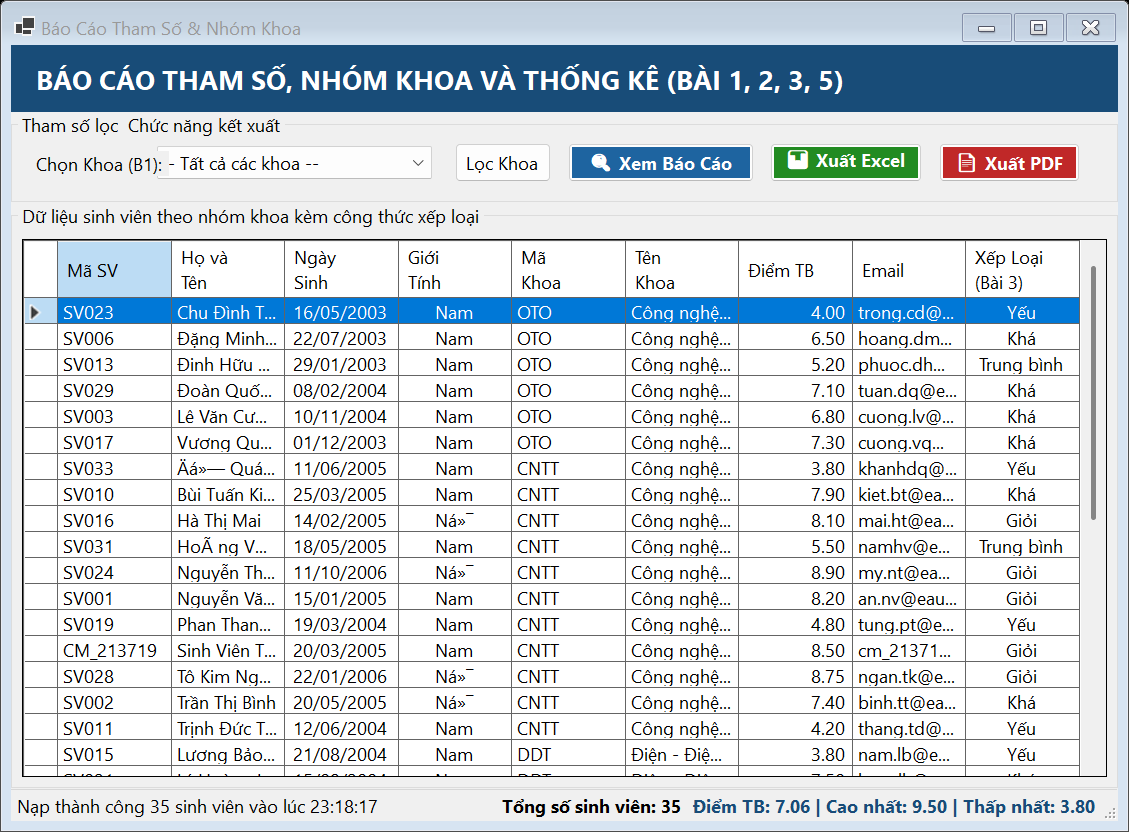 Báo Cáo Tham Số & Nhóm Khoa
BÁO CÁO THAM SỐ, NHÓM KHOA VÀ THỐNG KÊ (BÀI 1, 2, 3, 5)
Tham số lọc Chức năng kết xuất
Chọn Khoa (B1): - Tất cả các khoa -- Lọc Khoa Xem Báo Cáo Xuất Excel Xuất PDF
Dữ liệu sinh viên theo nhóm khoa kèm công thức xếp loại
Mã SV Họ và Tên Ngày Sinh Giới Tính Mã Khoa Tên Khoa Điểm TB Email Xếp Loại (Bài 3)
SV023 Chu Đình T... 16/05/2003 Nam OTO Công nghệ... 4.00 trong.cd@... Yếu
SV006 Đặng Minh... 22/07/2003 Nam OTO Công nghệ... 6.50 hoang.dm... Khá
SV013 Đinh Hữu ... 29/01/2003 Nam OTO Công nghệ... 5.20 phuoc.dh... Trung bình
SV029 Đoàn Quố... 08/02/2004 Nam OTO Công nghệ... 7.10 tuan.dq@e... Khá
SV003 Lê Văn Cư... 10/11/2004 Nam OTO Công nghệ... 6.80 cuong.lv@... Khá
SV017 Vương Qu... 01/12/2003 Nam OTO Công nghệ... 7.30 cuong.vq... Khá
SV033 Äá»— Quá... 11/06/2005 Nam CNTT Công nghệ... 3.80 khanhdq@... Yếu
SV010 Bùi Tuấn Ki... 25/03/2005 Nam CNTT Công nghệ... 7.90 kiet.bt@ea... Khá
SV016 Hà Thị Mai 14/02/2005 Ná»¯ CNTT Công nghệ... 8.10 mai.ht@ea... Giỏi
SV031 HoÃ ng V... 18/05/2005 Nam CNTT Công nghệ... 5.50 namhv@e... Trung bình
SV024 Nguyễn Th... 11/10/2006 Ná»¯ CNTT Công nghệ... 8.90 my.nt@ea... Giỏi
SV001 Nguyễn Vă... 15/01/2005 Nam CNTT Công nghệ... 8.20 an.nv@eau... Giỏi
SV019 Phan Than... 19/03/2004 Nam CNTT Công nghệ... 4.80 tung.pt@e... Yếu
CM_213719 Sinh Viên T... 20/03/2005 Nam CNTT Công nghệ... 8.50 cm_21371... Giỏi
SV028 Tô Kim Ng... 22/01/2006 Ná»¯ CNTT Công nghệ... 8.75 ngan.tk@e... Giỏi
SV002 Trần Thị Bình 20/05/2005 Ná»¯ CNTT Công nghệ... 7.40 binh.tt@ea... Khá
SV011 Trịnh Đức T... 12/06/2004 Nam CNTT Công nghệ... 4.20 thang.td@... Yếu
SV015 Lương Bảo... 21/08/2004 Nam DDT Điện - Điệ... 3.80 nam.lb@e... Yếu
Nạp thành công 35 sinh viên vào lúc 23:18:17 Tổng số sinh viên: 35 Điểm TB: 7.06 | Cao nhất: 9.50 | Thấp nhất: 3.80